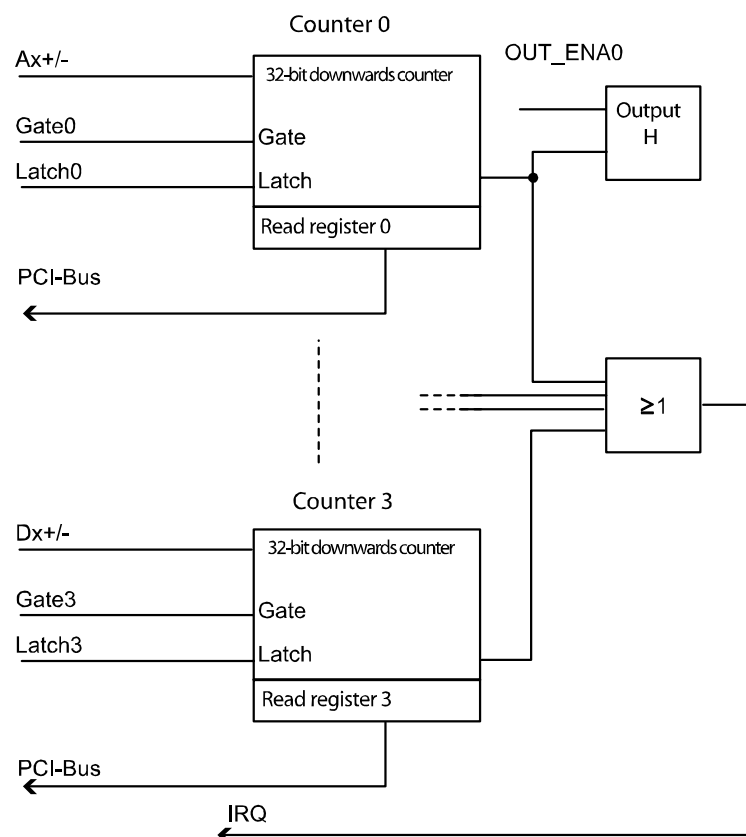 Counter 0
OUT_ENA0
Ax+/-
32-bit downwards counter
Output
H
Gate0
Gate
Latch0
Latch
Read register 0
PCI-Bus
≥1
Counter 3
Dx+/-
32-bit downwards counter
Gate3
Gate
Latch3
Latch
Read register 3
PCI-Bus
IRQ